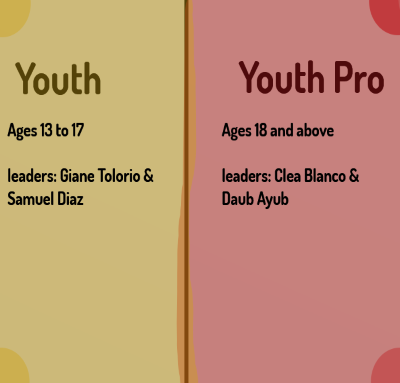 Youth
Ages 13 to 17
leaders: Giane Tolorio &
Samuel Diaz
Youth Pro
Ages 18 and above
leaders: Clea Blanco &
Daub Ayub